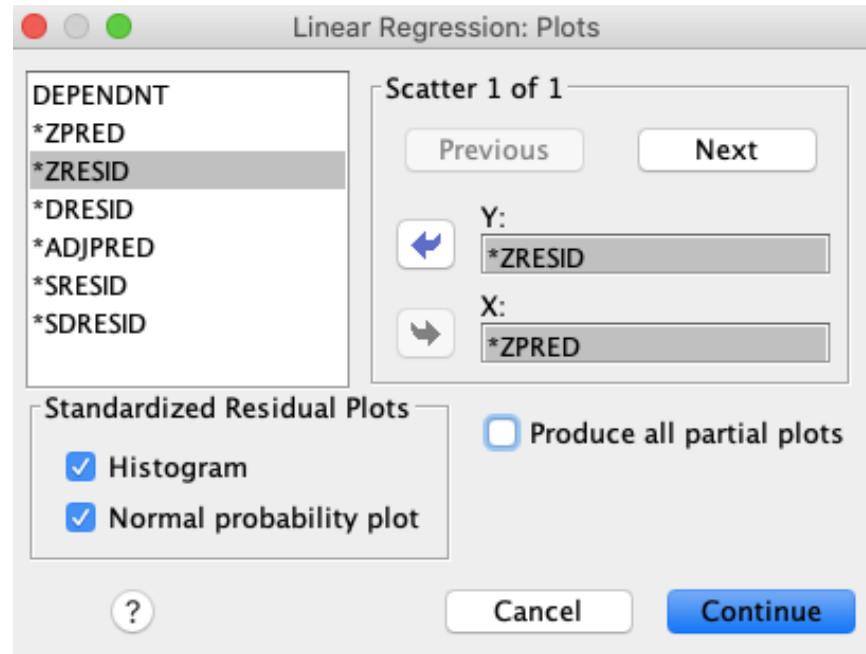 Linear Regression: Plots
DEPENDNT
*ZPRED
*ZRESID
*DRESID
*ADJPRED
*SRESID
*SDRESID
Scatter 1 of 1
Previous Next
Y:
*ZRESID
X:
*ZPRED
Standardized Residual Plots
Histogram
Normal probability plot
Produce all partial plots
? Cancel Continue